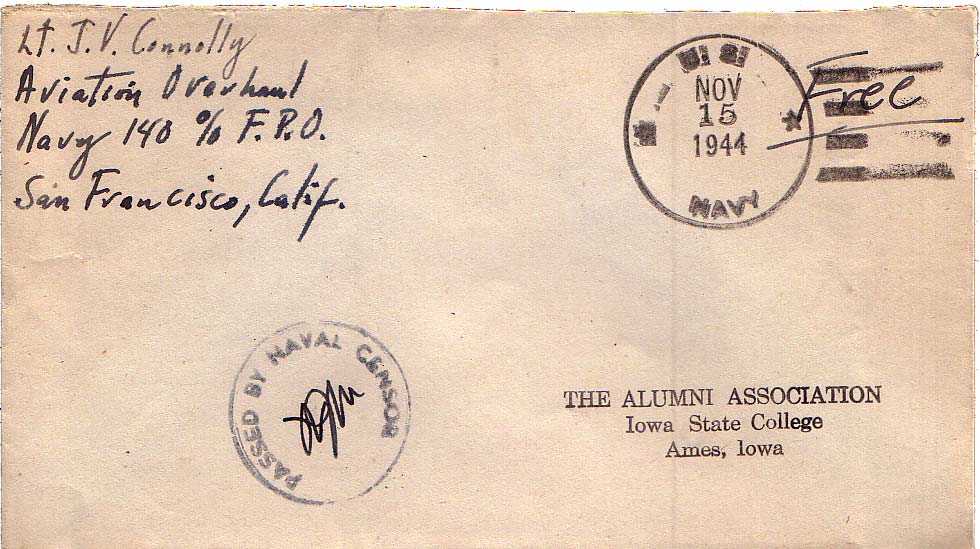 Lt. J.V. Connolly
Aviation Overhaul
Navy 140 % F.P.O.
San Francisco, Calif.
U. S.
NOV
15
1944
NAVY
Free
PASSED BY NAVAL CENSOR
THE ALUMNI ASSOCIATION
Iowa State College
Ames, Iowa